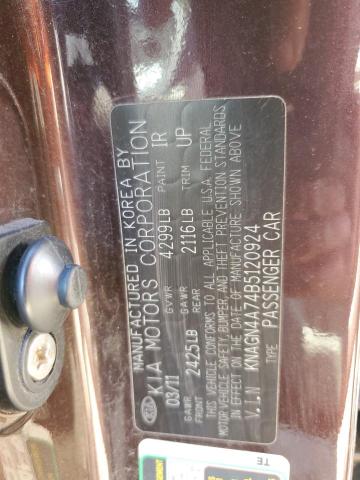 MANUFACTURED IN KOREA BY
KIA MOTORS CORPORATION
03/11 GVWR 4299LB PAINT IR
GAWR FRONT 2425LB GAWR REAR 2116LB TRIM UP
THIS VEHICLE CONFORMS TO ALL APPLICABLE U.S.A. FEDERAL
MOTOR VEHICLE SAFETY, BUMPER, AND THEFT PREVENTION STANDARDS
IN EFFECT ON THE DATE OF MANUFACTURE SHOWN ABOVE
V.I.N KNAGN4A74B5120924
TYPE PASSENGER CAR
KIA
TE